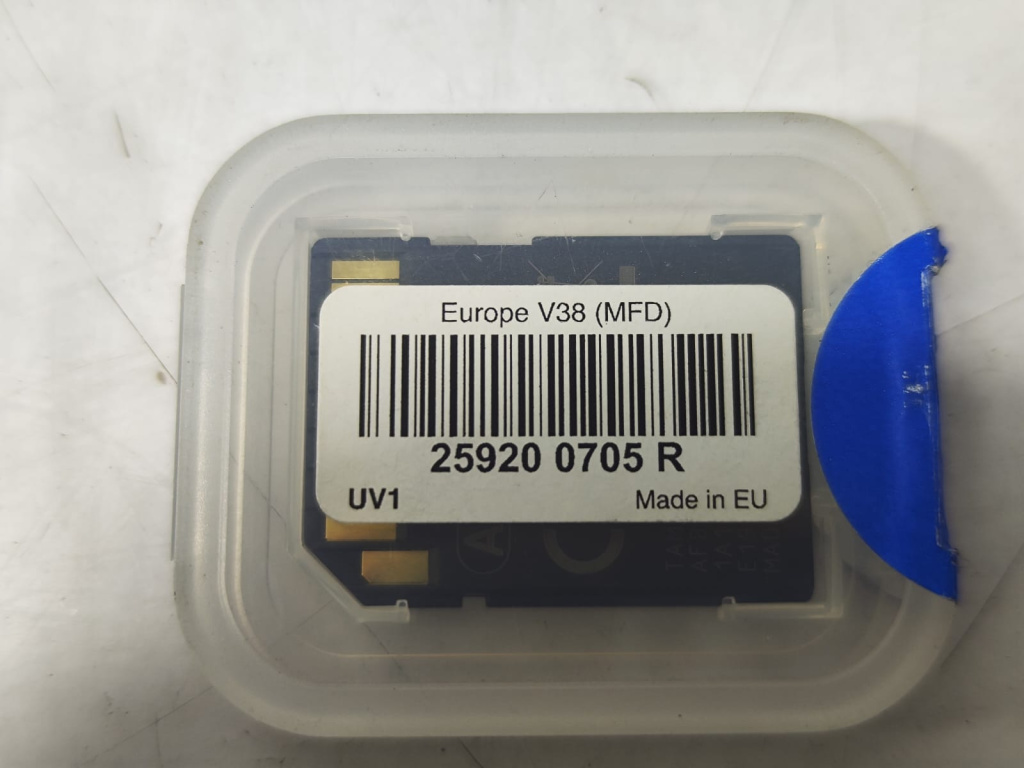 Europe V38 (MFD)
25920 0705 R
UV1
Made in EU